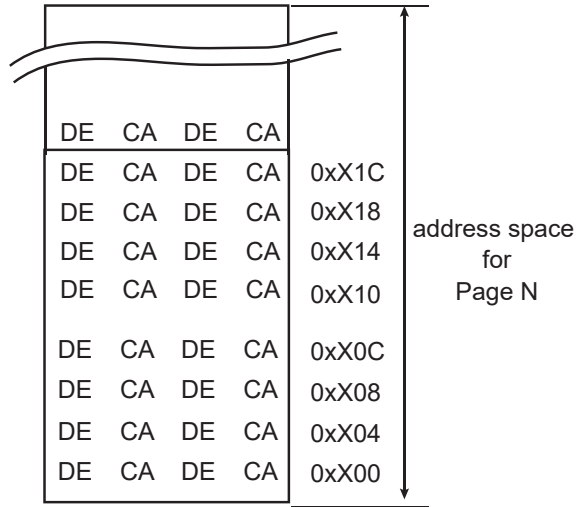 DE CA DE CA
DE CA DE CA 0xX1C
DE CA DE CA 0xX18
DE CA DE CA 0xX14
DE CA DE CA 0xX10
DE CA DE CA 0xX0C
DE CA DE CA 0xX08
DE CA DE CA 0xX04
DE CA DE CA 0xX00
address space
for
Page N